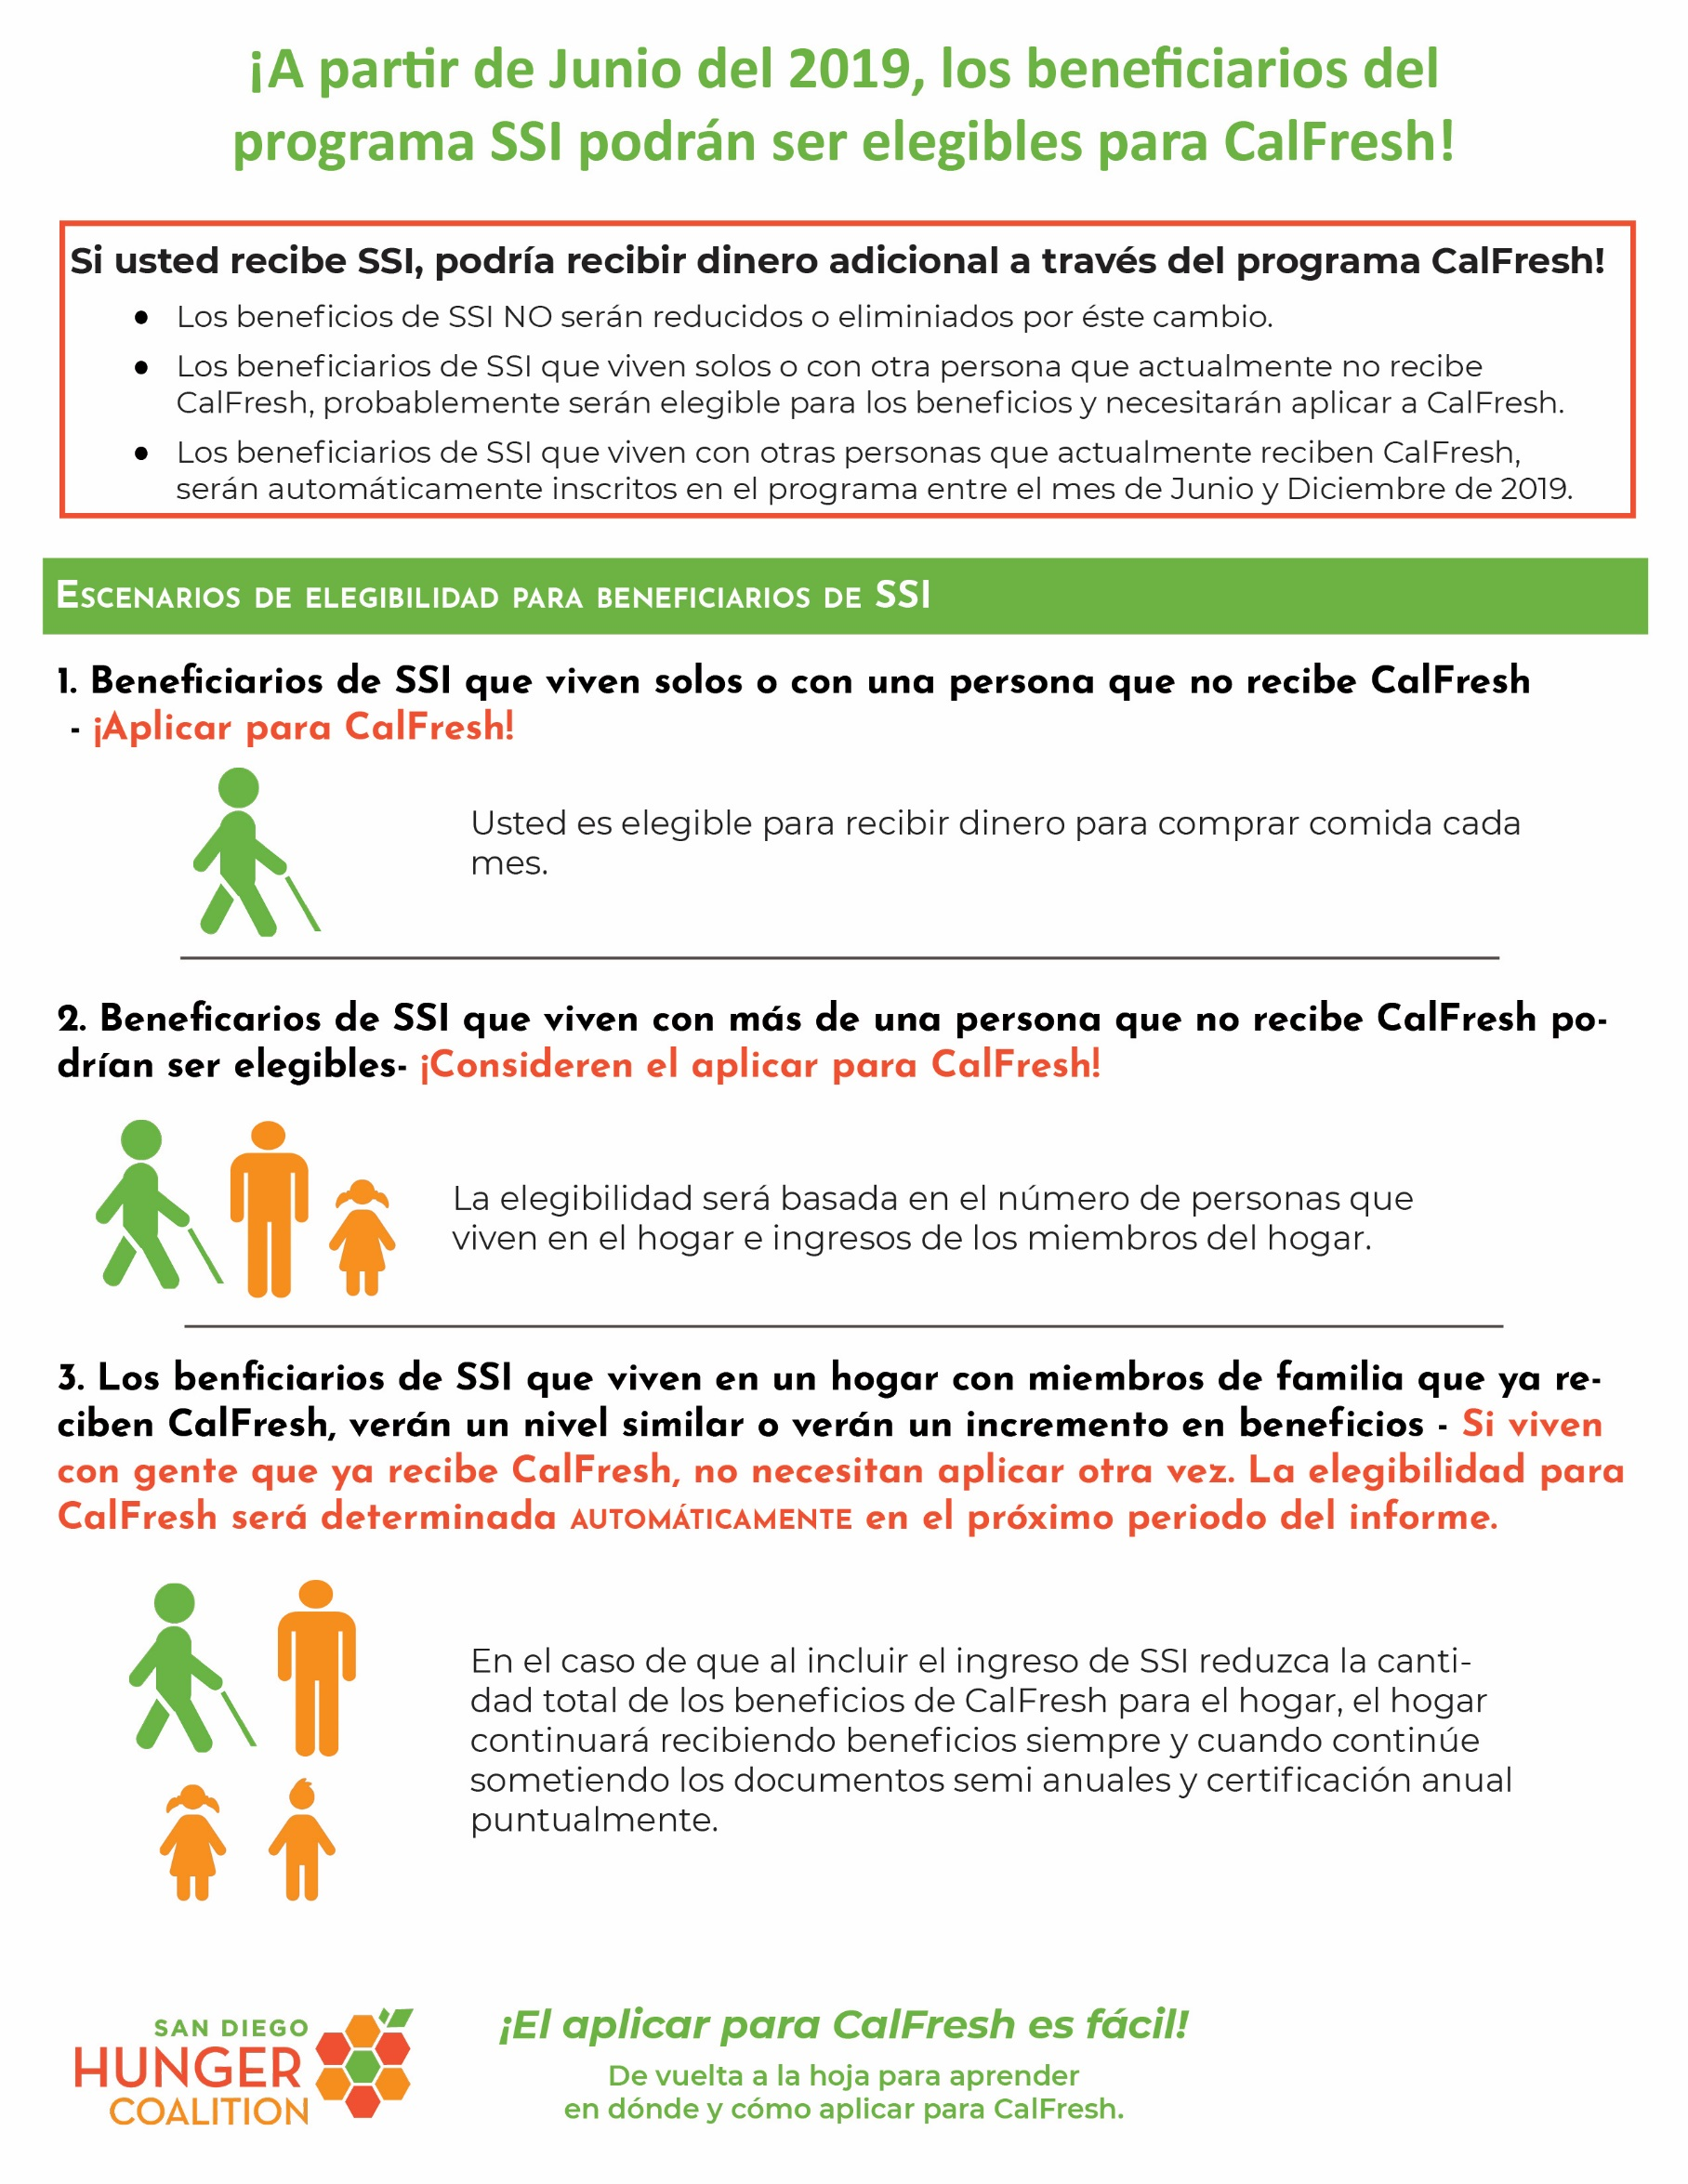 ¡A partir de Junio del 2019, los beneficiarios del
programa SSI podrán ser elegibles para CalFresh!
Si usted recibe SSI, podría recibir dinero adicional a través del programa CalFresh!
● Los beneficios de SSI NO serán reducidos o eliminiados por éste cambio.
● Los beneficiarios de SSI que viven solos o con otra persona que actualmente no recibe
CalFresh, probablemente serán elegible para los beneficios y necesitarán aplicar a CalFresh.
● Los beneficiarios de SSI que viven con otras personas que actualmente reciben CalFresh,
serán automáticamente inscritos en el programa entre el mes de Junio y Diciembre de 2019.
Escenarios de elegibilidad para beneficiarios de SSI
1. Beneficiarios de SSI que viven solos o con una persona que no recibe CalFresh
- ¡Aplicar para CalFresh!
Usted es elegible para recibir dinero para comprar comida cada
mes.
2. Beneficarios de SSI que viven con más de una persona que no recibe CalFresh po-
drían ser elegibles- ¡Consideren el aplicar para CalFresh!
La elegibilidad será basada en el número de personas que
viven en el hogar e ingresos de los miembros del hogar.
3. Los benficiarios de SSI que viven en un hogar con miembros de familia que ya re-
ciben CalFresh, verán un nivel similar o verán un incremento en beneficios - Si viven
con gente que ya recibe CalFresh, no necesitan aplicar otra vez. La elegibilidad para
CalFresh será determinada AUTOMÁTICAMENTE en el próximo periodo del informe.
En el caso de que al incluir el ingreso de SSI reduzca la canti-
dad total de los beneficios de CalFresh para el hogar, el hogar
continuará recibiendo beneficios siempre y cuando continúe
sometiendo los documentos semi anuales y certificación anual
puntualmente.
SAN DIEGO
HUNGER
COALITION
¡El aplicar para CalFresh es fácil!
De vuelta a la hoja para aprender
en dónde y cómo aplicar para CalFresh.